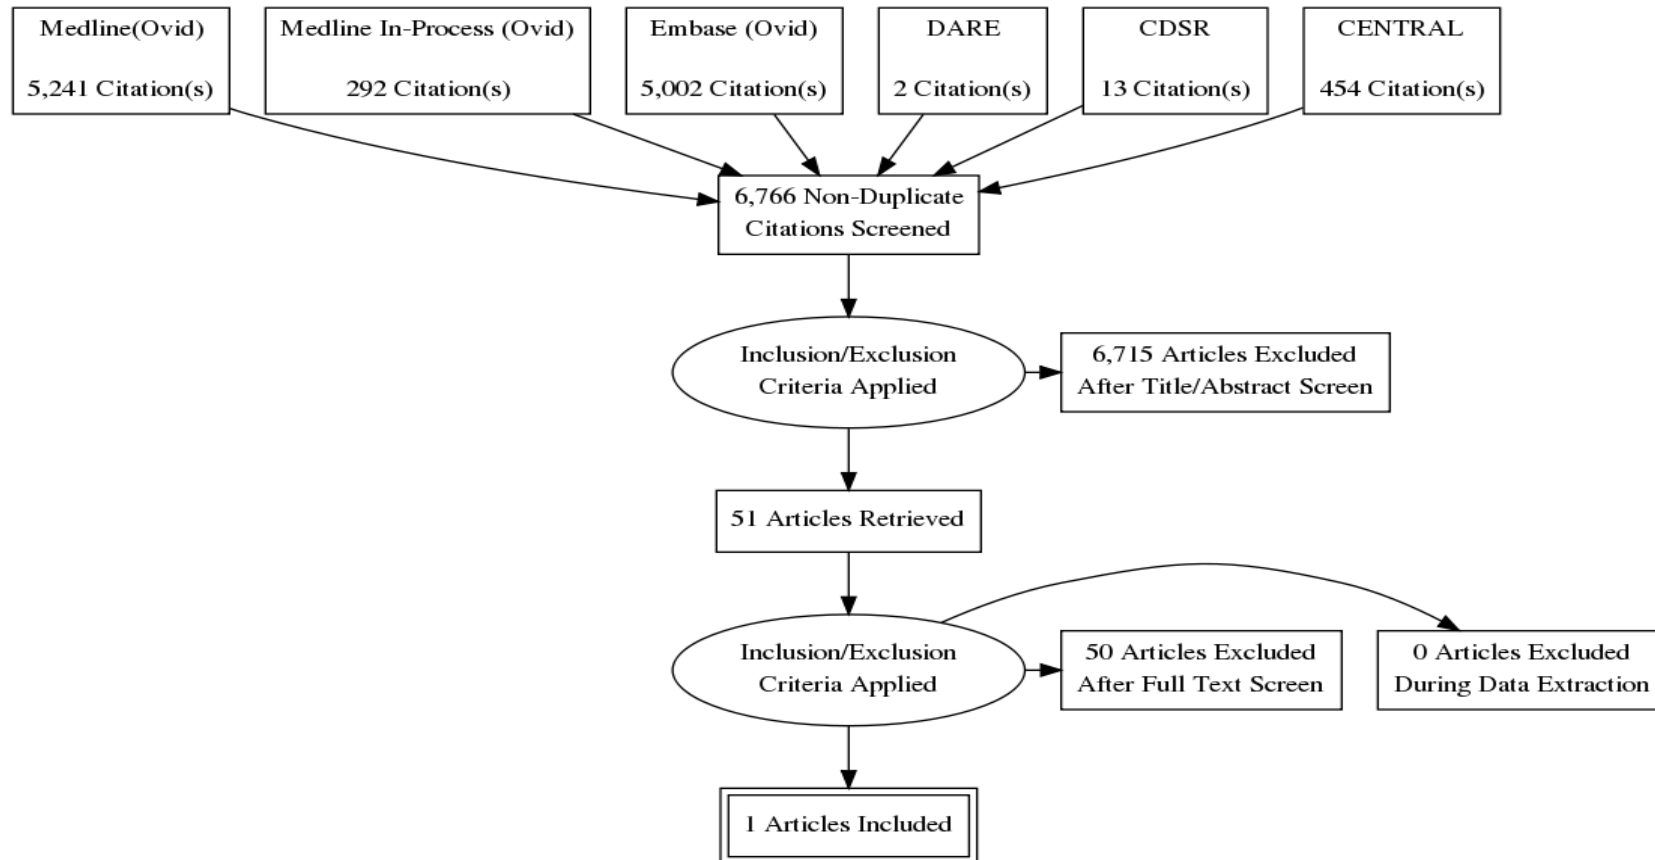 Medline(Ovid)
5,241 Citation(s)
Medline In-Process (Ovid)
292 Citation(s)
Embase (Ovid)
5,002 Citation(s)
DARE
2 Citation(s)
CDSR
13 Citation(s)
CENTRAL
454 Citation(s)
6,766 Non-Duplicate
Citations Screened
Inclusion/Exclusion
Criteria Applied
6,715 Articles Excluded
After Title/Abstract Screen
51 Articles Retrieved
Inclusion/Exclusion
Criteria Applied
50 Articles Excluded
After Full Text Screen
0 Articles Excluded
During Data Extraction
1 Articles Included